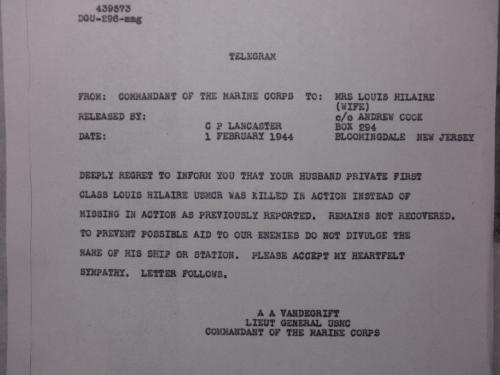 439573
DGU-296-mmg
TELEGRAM
FROM: COMMANDANT OF THE MARINE CORPS TO: MRS LOUIS HILAIRE
(WIFE)
RELEASED BY: c/o ANDREW COOK
C P LANCASTER BOX 294
DATE: 1 FEBRUARY 1944 BLOOMINGDALE NEW JERSEY
DEEPLY REGRET TO INFORM YOU THAT YOUR HUSBAND PRIVATE FIRST
CLASS LOUIS HILAIRE USMCR WAS KILLED IN ACTION INSTEAD OF
MISSING IN ACTION AS PREVIOUSLY REPORTED. REMAINS NOT RECOVERED.
TO PREVENT POSSIBLE AID TO OUR ENEMIES DO NOT DIVULGE THE
NAME OF HIS SHIP OR STATION. PLEASE ACCEPT MY HEARTFELT
SYMPATHY. LETTER FOLLOWS.
A A VANDEGRIFT
LIEUT GENERAL USMC
COMMANDANT OF THE MARINE CORPS